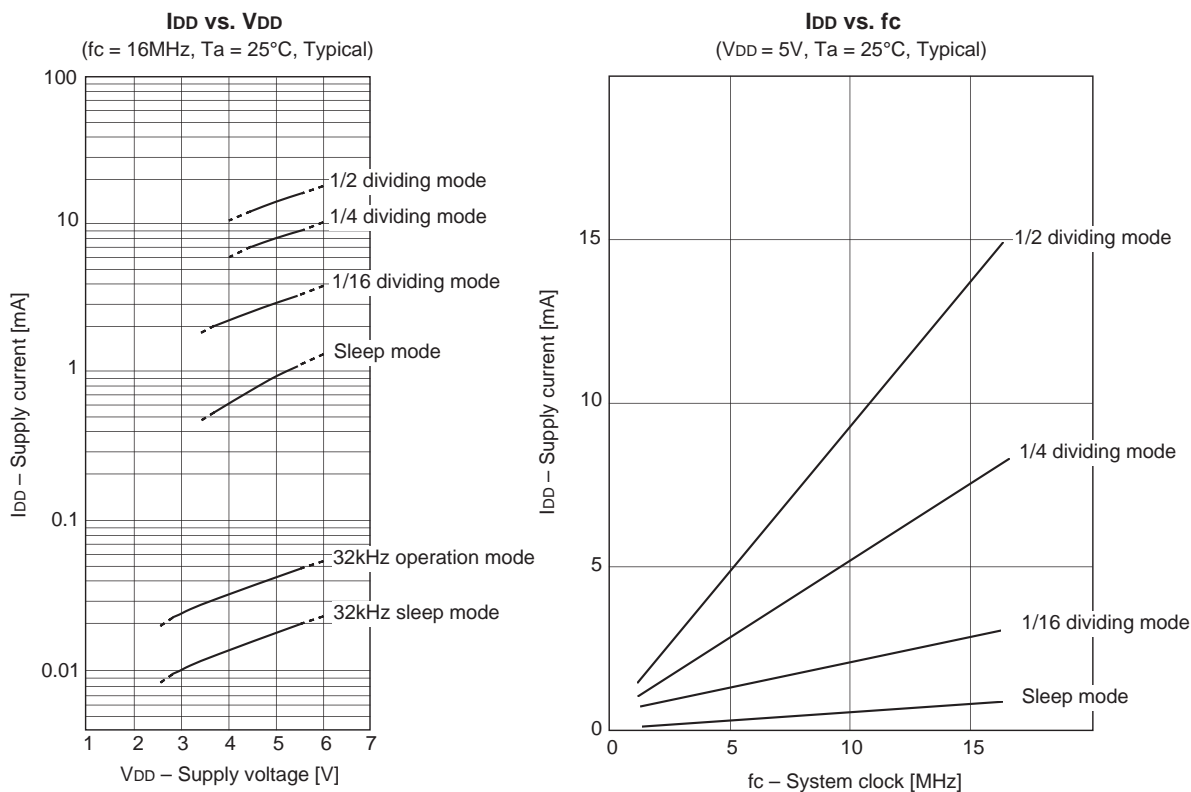 IDD vs. VDD
(fc = 16MHz, Ta = 25°C, Typical)
100
10
1
0.1
0.01
IDD – Supply current [mA]
1/2 dividing mode
1/4 dividing mode
1/16 dividing mode
Sleep mode
32kHz operation mode
32kHz sleep mode
1 2 3 4 5 6 7
VDD – Supply voltage [V]
IDD vs. fc
(VDD = 5V, Ta = 25°C, Typical)
15
10
5
0
IDD – Supply current [mA]
1/2 dividing mode
1/4 dividing mode
1/16 dividing mode
Sleep mode
0 5 10 15
fc – System clock [MHz]